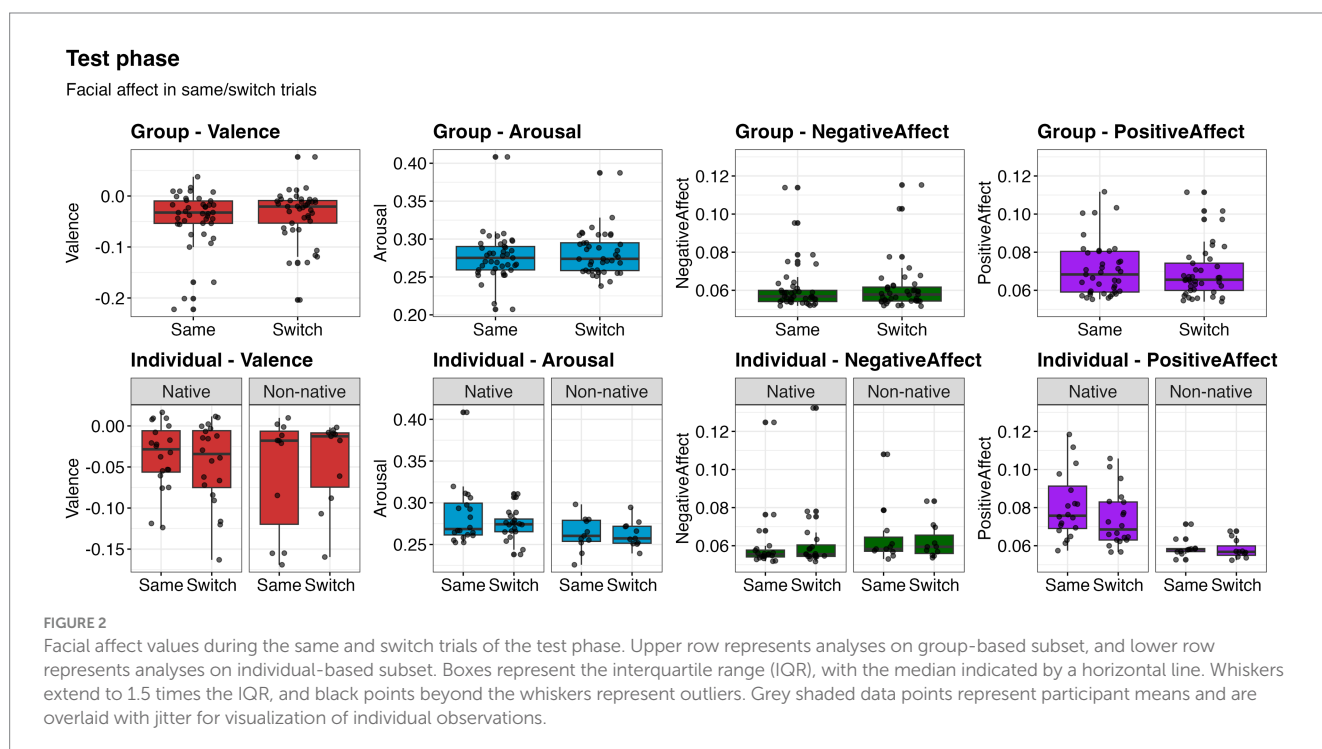 Test phase
Facial affect in same/switch trials
Group - Valence
Group - Arousal
Group - NegativeAffect
Group - PositiveAffect
Valence
0.0
-0.1
-0.2
Same
Switch
Arousal
0.40
0.35
0.30
0.25
0.20
Same
Switch
NegativeAffect
0.12
0.10
0.08
0.06
Same
Switch
PositiveAffect
0.12
0.10
0.08
0.06
Same
Switch
Individual - Valence
Individual - Arousal
Individual - NegativeAffect
Individual - PositiveAffect
Native
Non-native
Valence
0.00
-0.05
-0.10
-0.15
Same Switch
Same Switch
Native
Non-native
Arousal
0.40
0.35
0.30
0.25
Same Switch
Same Switch
Native
Non-native
NegativeAffect
0.12
0.10
0.08
0.06
Same Switch
Same Switch
Native
Non-native
PositiveAffect
0.12
0.10
0.08
0.06
Same Switch
Same Switch
FIGURE 2
Facial affect values during the same and switch trials of the test phase. Upper row represents analyses on group-based subset, and lower row
represents analyses on individual-based subset. Boxes represent the interquartile range (IQR), with the median indicated by a horizontal line. Whiskers
extend to 1.5 times the IQR, and black points beyond the whiskers represent outliers. Grey shaded data points represent participant means and are
overlaid with jitter for visualization of individual observations.